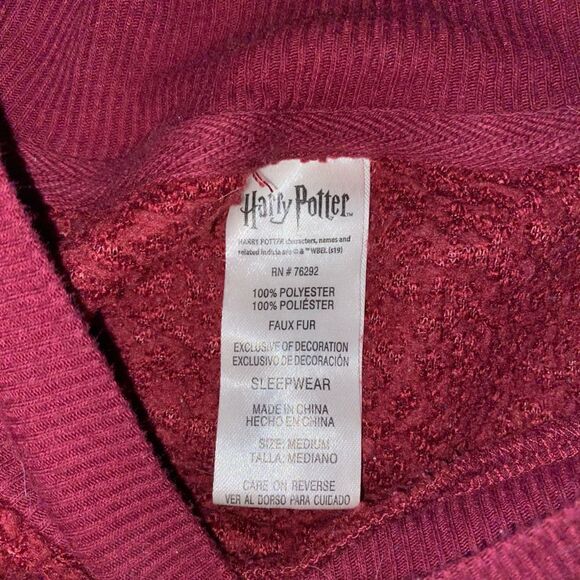 Harry Potter™
HARRY POTTER characters, names and
related indicia are © & ™ WBEI. (s19)
RN # 76292
100% POLYESTER
100% POLIÉSTER
FAUX FUR
EXCLUSIVE OF DECORATION
EXCLUSIVO DE DECORACIÓN
SLEEPWEAR
MADE IN CHINA
HECHO EN CHINA
SIZE: MEDIUM
TALLA: MEDIANO
CARE ON REVERSE
VER AL DORSO PARA CUIDADO